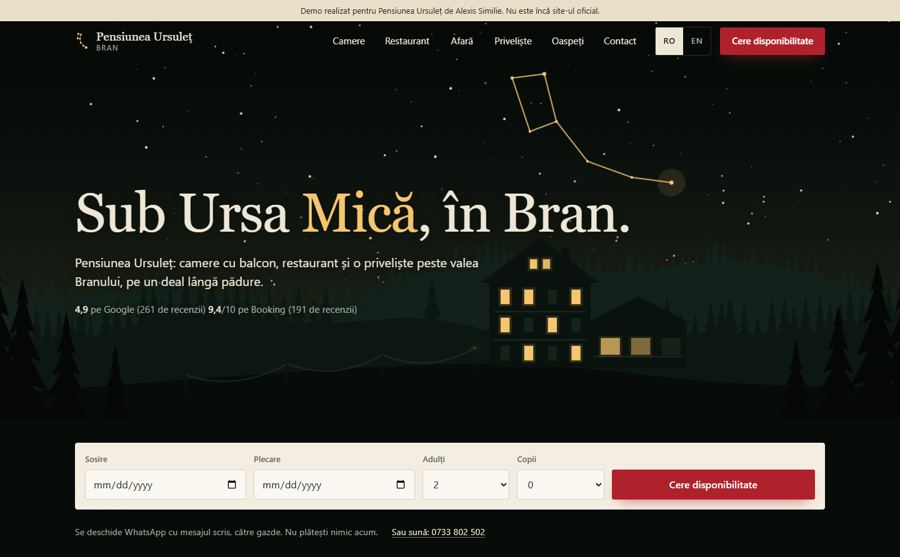 Demo realizat pentru Pensiunea Ursuleț de Alexis Similie. Nu este încă site-ul oficial.
Pensiunea Ursuleț
BRAN
Camere Restaurant Afară Priveliște Oaspeți Contact RO EN Cere disponibilitate
Sub Ursa Mică, în Bran.
Pensiunea Ursuleț: camere cu balcon, restaurant și o priveliște peste valea
Branului, pe un deal lângă pădure.
4,9 pe Google (261 de recenzii) 9,4/10 pe Booking (191 de recenzii)
Sosire Plecare Adulți Copii
mm/dd/yyyy mm/dd/yyyy 2 0 Cere disponibilitate
Se deschide WhatsApp cu mesajul scris, către gazde. Nu plătești nimic acum. Sau sună: 0733 802 502